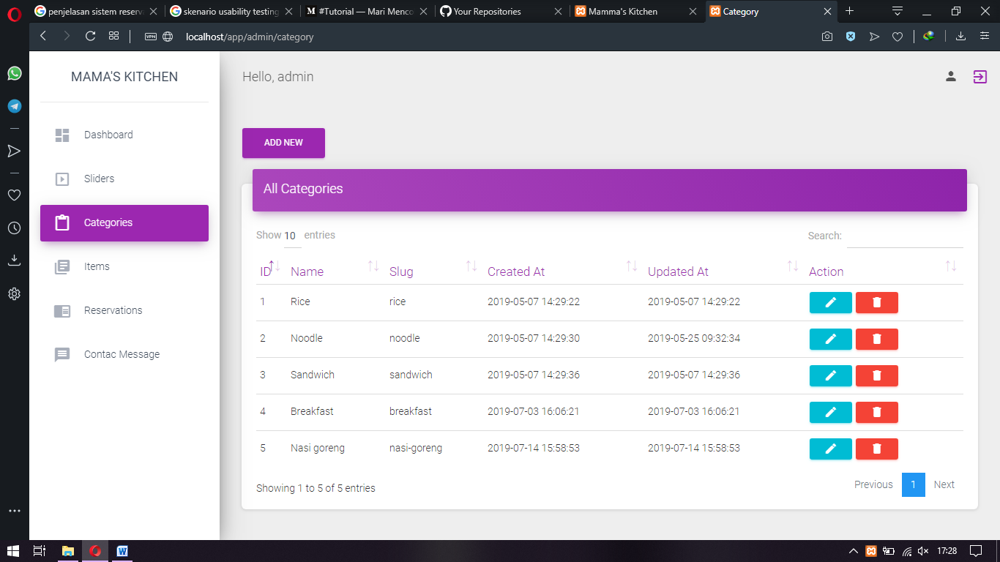 penjelasan sistem reserv
skenario usability testing
#Tutorial — Mari Menco
Your Repositories
Mamma's Kitchen
Category
VPN
localhost/app/admin/category
MAMA'S KITCHEN
Hello, admin
Dashboard
Sliders
Categories
Items
Reservations
Contac Message
ADD NEW
All Categories
Show 10 entries
Search:
ID Name Slug Created At Updated At Action
1 Rice rice 2019-05-07 14:29:22 2019-05-07 14:29:22
2 Noodle noodle 2019-05-07 14:29:30 2019-05-25 09:32:34
3 Sandwich sandwich 2019-05-07 14:29:36 2019-05-07 14:29:36
4 Breakfast breakfast 2019-07-03 16:06:21 2019-07-03 16:06:21
5 Nasi goreng nasi-goreng 2019-07-14 15:58:53 2019-07-14 15:58:53
Showing 1 to 5 of 5 entries
Previous 1 Next
17:28